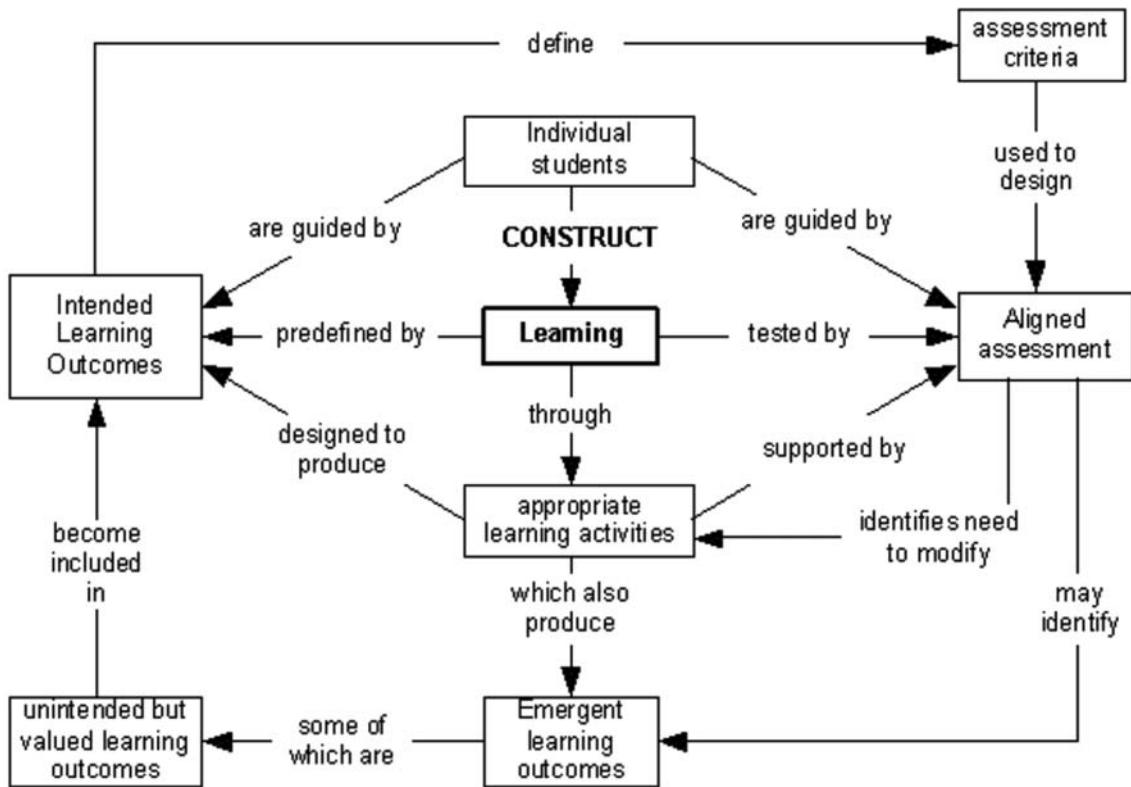 define
assessment
criteria
Individual
students
used to
design
are guided by
are guided by
CONSTRUCT
Intended
Learning
Outcomes
predefined by
Learning
tested by
Aligned
assessment
through
designed to
produce
supported by
appropriate
learning activities
identifies need
to modify
become
included
in
which also
produce
may
identify
unintended but
valued learning
outcomes
some of
which are
Emergent
learning
outcomes